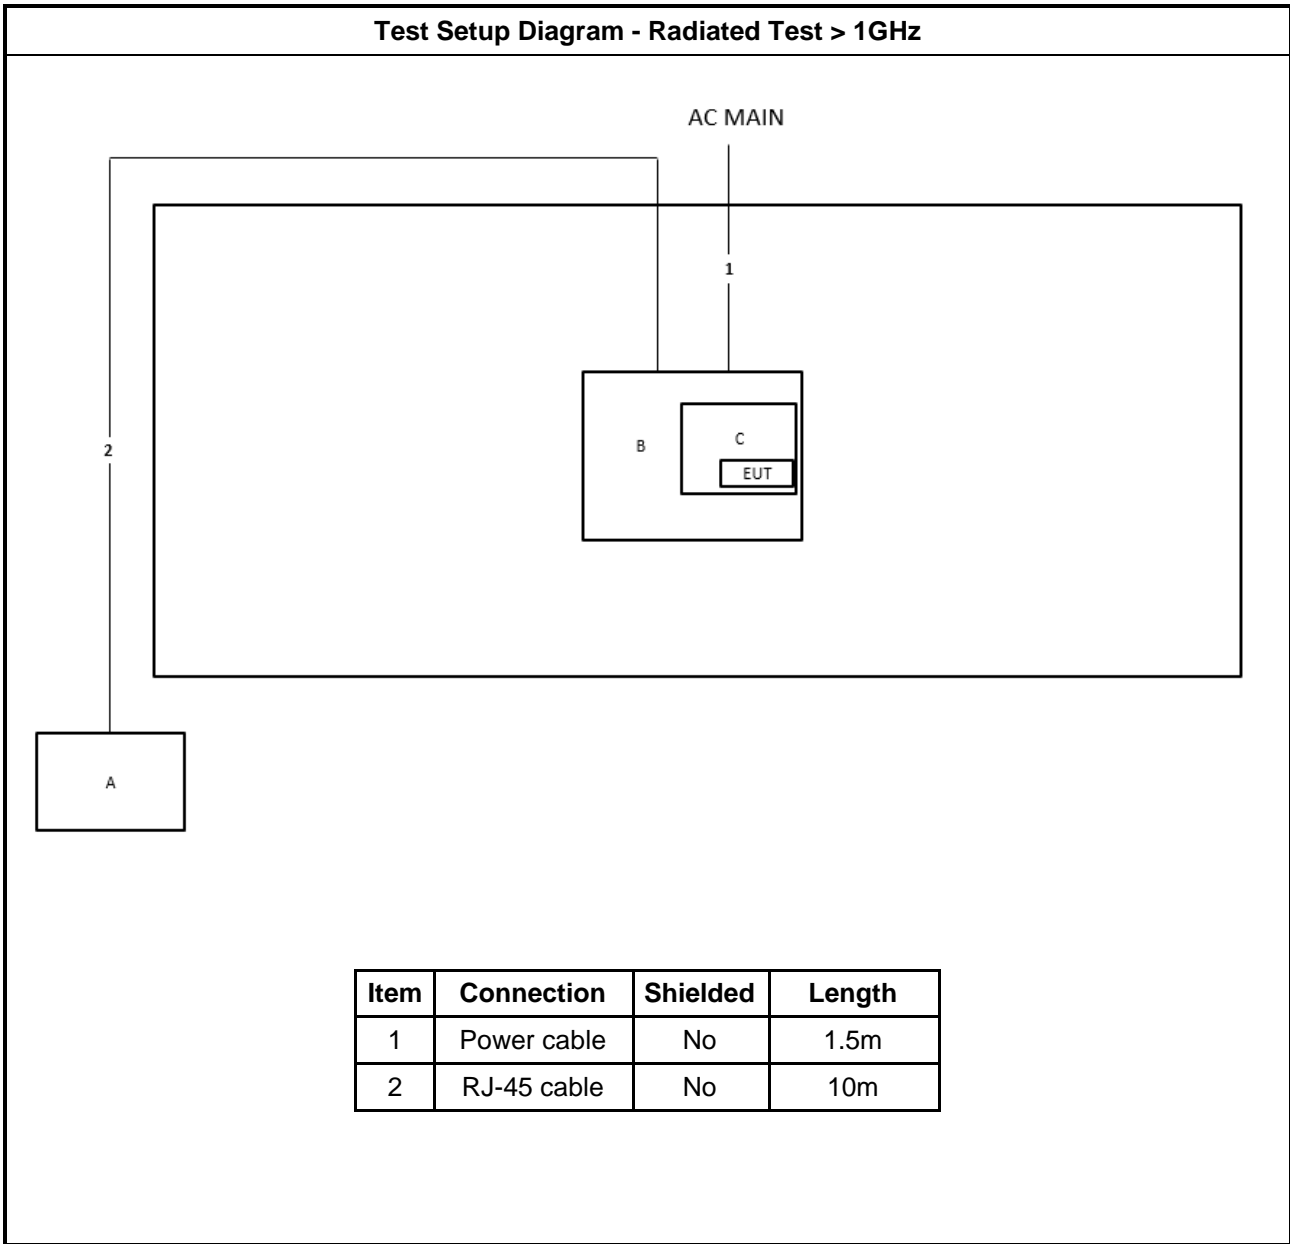 Test Setup Diagram - Radiated Test > 1GHz
AC MAIN
1
2
B
C
EUT
A
Item Connection Shielded Length
1 Power cable No 1.5m
2 RJ-45 cable No 10m